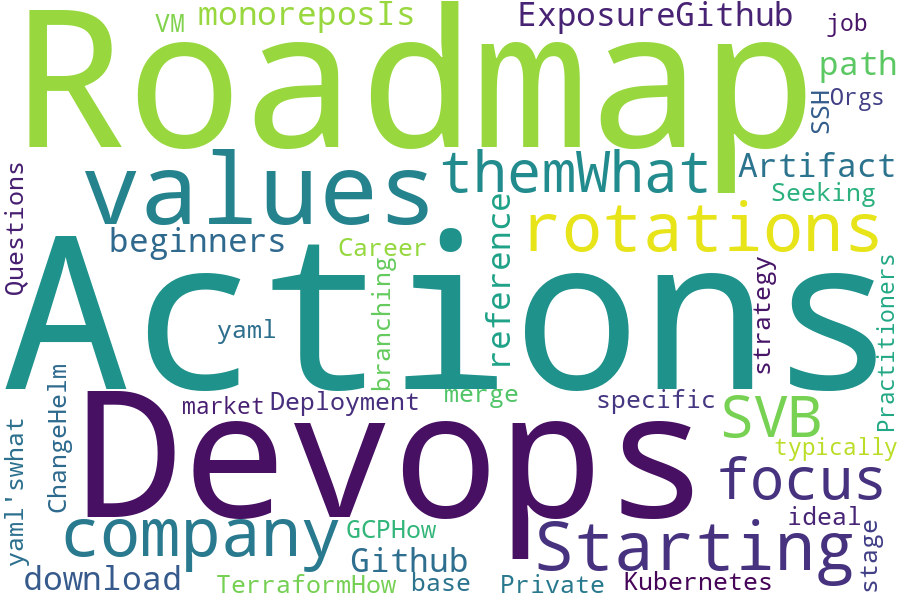 Roadmap
VM
monoreposIs
ExposureGithub
job
path
SSH
Orgs
Questions
values
themWhat
Artifact
Seeking
beginners
Career
reference
rotations
Actions
yaml
branching
strategy
Practitioners
ChangeHelm
market
Deployment
merge
specific
Devops
SVB
typically
yaml'swhat
focus
company
GCPHow
Github
Starting
ideal
stage
download
TerraformHow
base
Private
Kubernetes